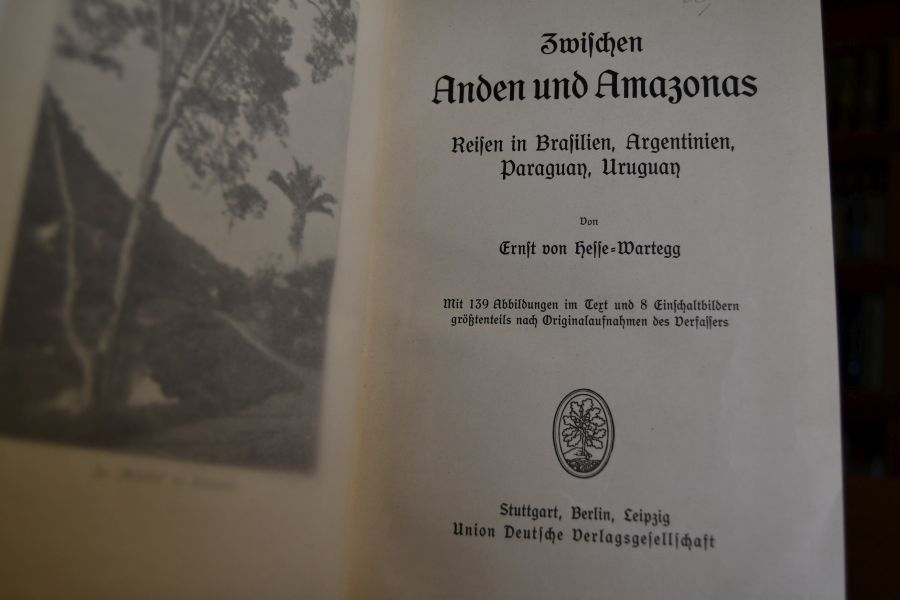 Zwiſchen
Anden und Amazonas
Reiſen in Braſilien, Argentinien,
Paraguay, Uruguay
Von
Ernſt von Heſſe-Wartegg
Mit 139 Abbildungen im Text und 8 Einſchaltbildern
größtenteils nach Originalaufnahmen des Verfaſſers
Stuttgart, Berlin, Leipzig
Union Deutſche Verlagsgeſellſchaft